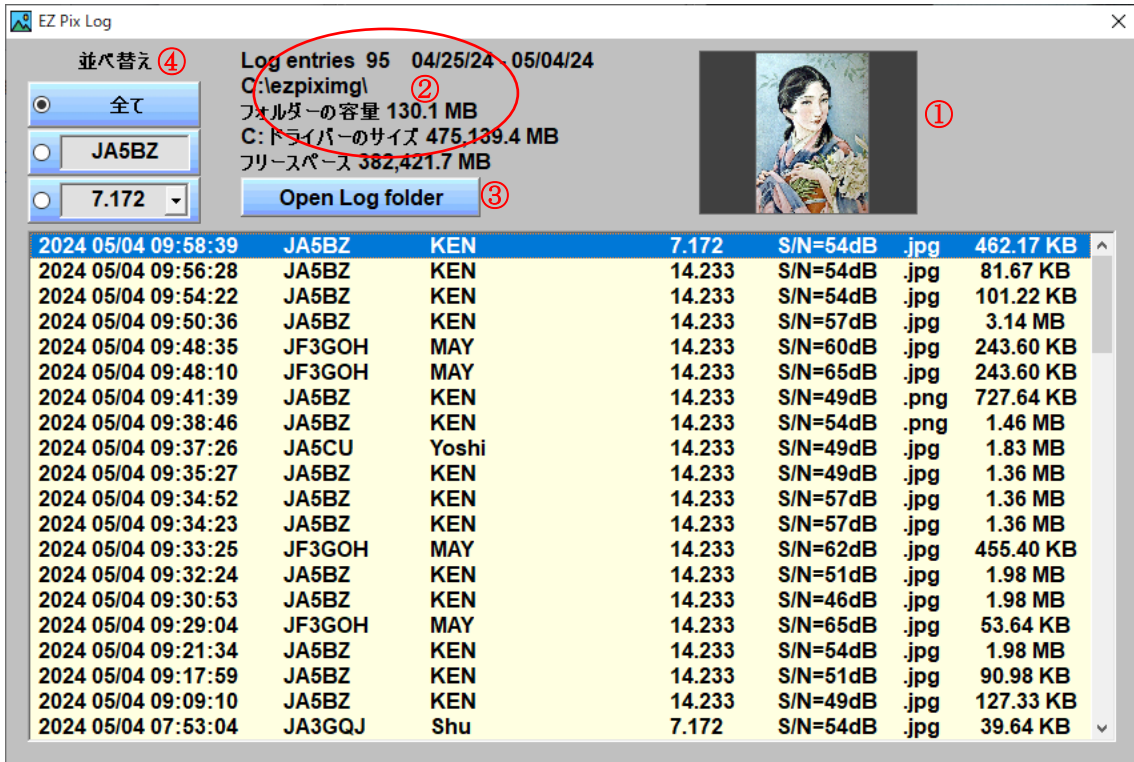 EZ Pix Log
並べ替え ④
全て
JA5BZ
7.172
Log entries 95 04/25/24 - 05/04/24
C:\ezpiximg\
②
フォルダーの容量 130.1 MB
C: ドライバーのサイズ 475,139.4 MB
フリースペース 382,421.7 MB
Open Log folder ③
①
2024 05/04 09:58:39 JA5BZ KEN 7.172 S/N=54dB .jpg 462.17 KB
2024 05/04 09:56:28 JA5BZ KEN 14.233 S/N=54dB .jpg 81.67 KB
2024 05/04 09:54:22 JA5BZ KEN 14.233 S/N=54dB .jpg 101.22 KB
2024 05/04 09:50:36 JA5BZ KEN 14.233 S/N=57dB .jpg 3.14 MB
2024 05/04 09:48:35 JF3GOH MAY 14.233 S/N=60dB .jpg 243.60 KB
2024 05/04 09:48:10 JF3GOH MAY 14.233 S/N=65dB .jpg 243.60 KB
2024 05/04 09:41:39 JA5BZ KEN 14.233 S/N=49dB .png 727.64 KB
2024 05/04 09:38:46 JA5BZ KEN 14.233 S/N=54dB .png 1.46 MB
2024 05/04 09:37:26 JA5CU Yoshi 14.233 S/N=49dB .jpg 1.83 MB
2024 05/04 09:35:27 JA5BZ KEN 14.233 S/N=49dB .jpg 1.36 MB
2024 05/04 09:34:52 JA5BZ KEN 14.233 S/N=57dB .jpg 1.36 MB
2024 05/04 09:34:23 JA5BZ KEN 14.233 S/N=57dB .jpg 1.36 MB
2024 05/04 09:33:25 JF3GOH MAY 14.233 S/N=62dB .jpg 455.40 KB
2024 05/04 09:32:24 JA5BZ KEN 14.233 S/N=51dB .jpg 1.98 MB
2024 05/04 09:30:53 JA5BZ KEN 14.233 S/N=46dB .jpg 1.98 MB
2024 05/04 09:29:04 JF3GOH MAY 14.233 S/N=65dB .jpg 53.64 KB
2024 05/04 09:21:34 JA5BZ KEN 14.233 S/N=54dB .jpg 1.98 MB
2024 05/04 09:17:59 JA5BZ KEN 14.233 S/N=51dB .jpg 90.98 KB
2024 05/04 09:09:10 JA5BZ KEN 14.233 S/N=49dB .jpg 127.33 KB
2024 05/04 07:53:04 JA3GQJ Shu 7.172 S/N=54dB .jpg 39.64 KB